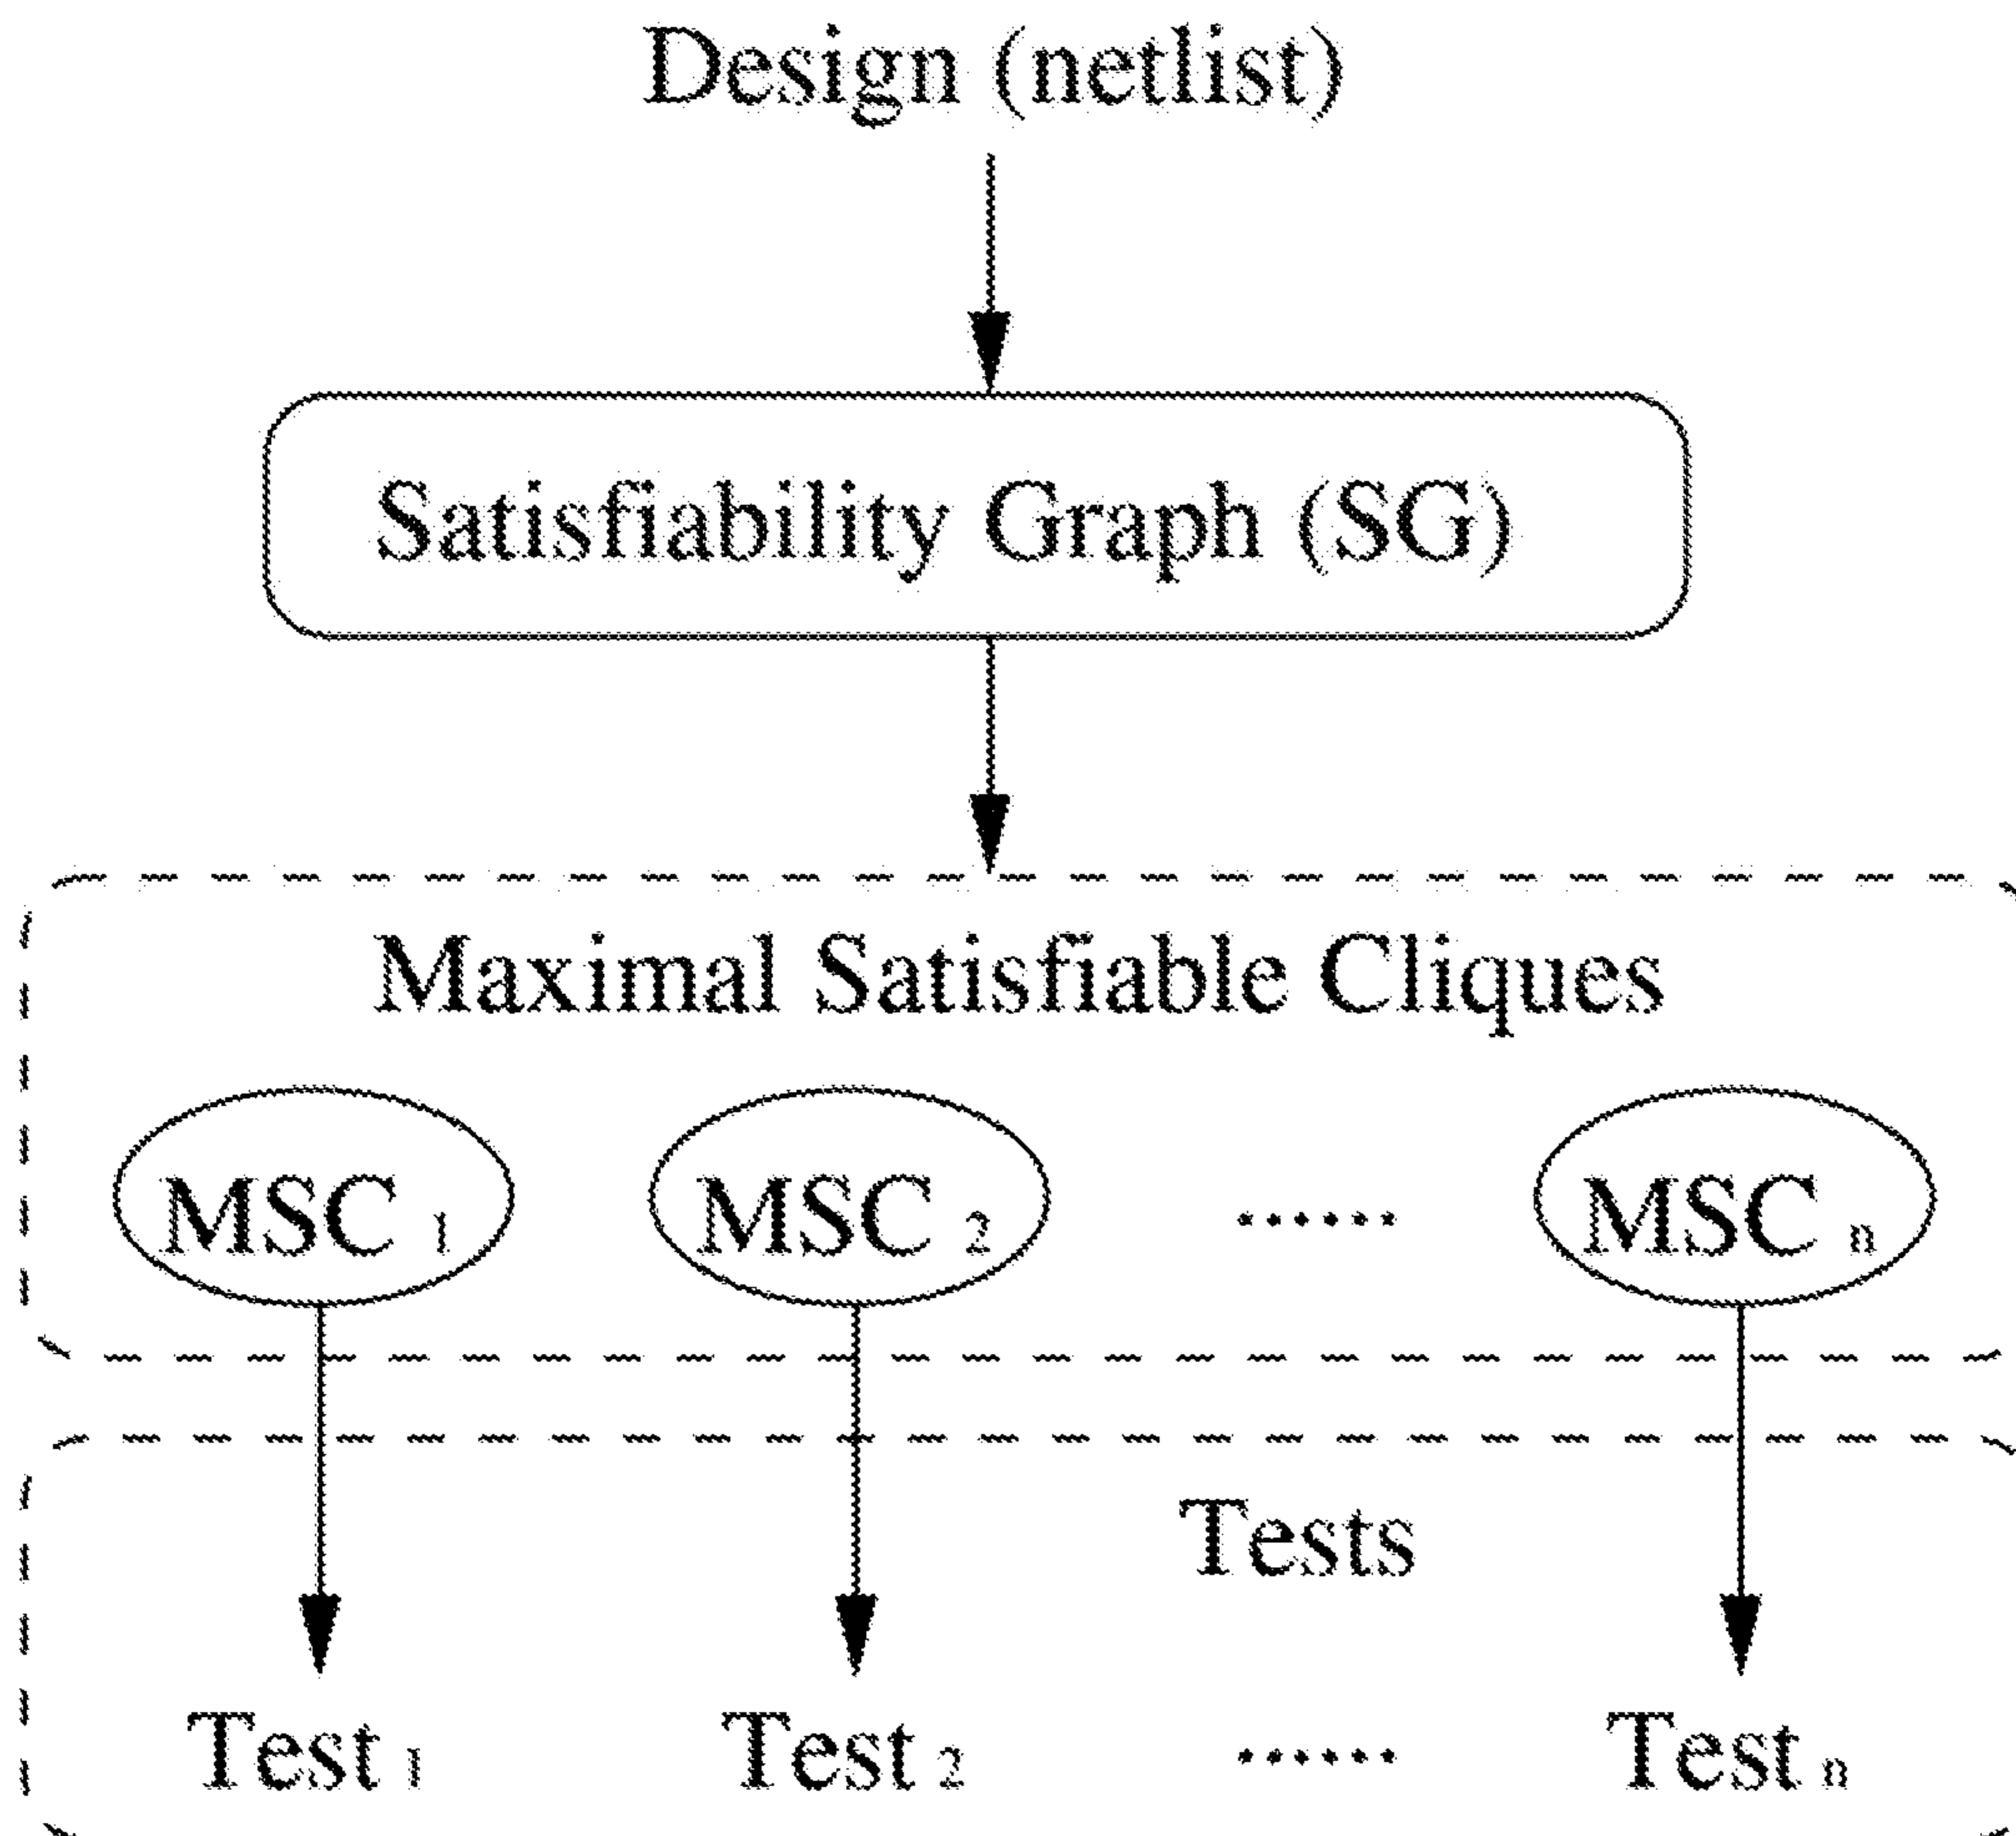 Design (netlist)
Satisfiability Graph (SG)
Maximal Satisfiable Cliques
MSC 1 MSC 2 ...... MSC n
Tests
Test 1 Test 2 ...... Test n